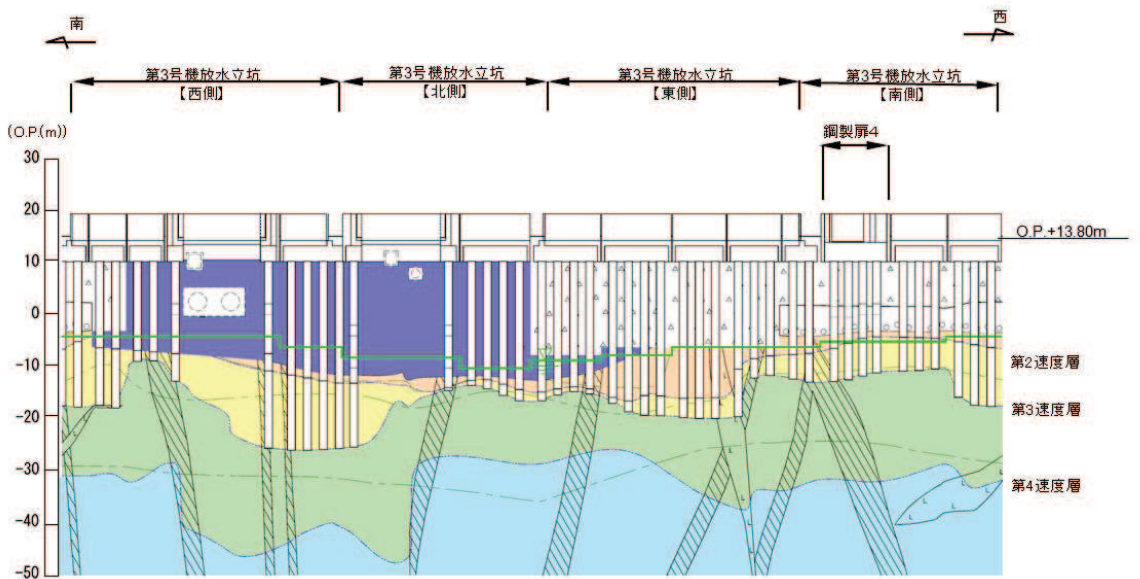 南
西
第3号機放水立坑
【西側】
第3号機放水立坑
【北側】
第3号機放水立坑
【東側】
第3号機放水立坑
【南側】
(O.P.(m))
鋼製扉4
30
20
10
0
-10
-20
-30
-40
-50
O.P.+13.80m
第2速度層
第3速度層
第4速度層